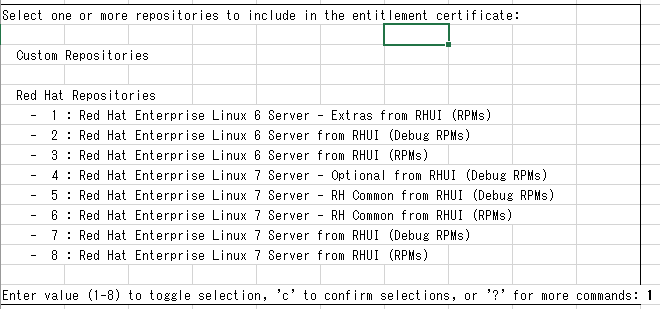 Select one or more repositories to include in the entitlement certificate:
Custom Repositories
Red Hat Repositories
- 1 : Red Hat Enterprise Linux 6 Server - Extras from RHUI (RPMs)
- 2 : Red Hat Enterprise Linux 6 Server from RHUI (Debug RPMs)
- 3 : Red Hat Enterprise Linux 6 Server from RHUI (RPMs)
- 4 : Red Hat Enterprise Linux 7 Server - Optional from RHUI (Debug RPMs)
- 5 : Red Hat Enterprise Linux 7 Server - RH Common from RHUI (Debug RPMs)
- 6 : Red Hat Enterprise Linux 7 Server - RH Common from RHUI (RPMs)
- 7 : Red Hat Enterprise Linux 7 Server from RHUI (Debug RPMs)
- 8 : Red Hat Enterprise Linux 7 Server from RHUI (RPMs)
Enter value (1-8) to toggle selection, 'c' to confirm selections, or '?' for more commands: 1